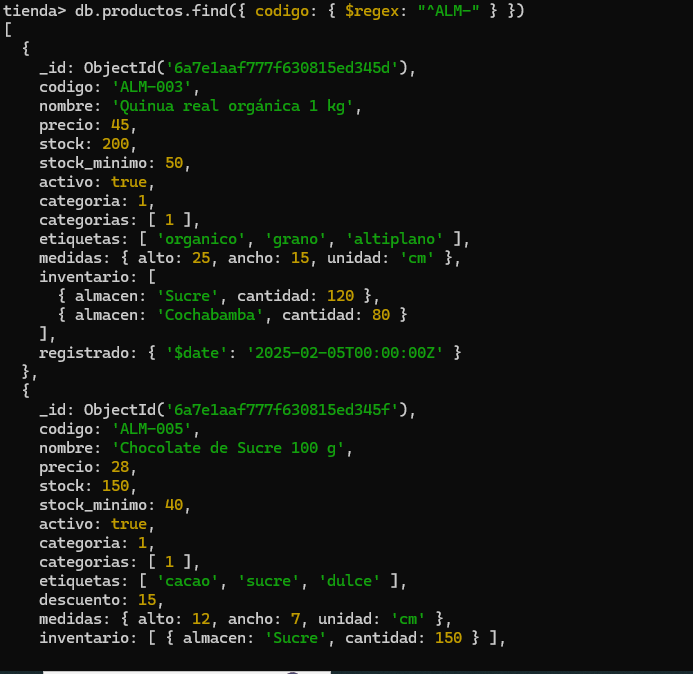 tienda> db.productos.find({ codigo: { $regex: "^ALM-" } })
[
  {
    _id: ObjectId('6a7e1aaf777f630815ed345d'),
    codigo: 'ALM-003',
    nombre: 'Quinua real orgánica 1 kg',
    precio: 45,
    stock: 200,
    stock_minimo: 50,
    activo: true,
    categoria: 1,
    categorias: [ 1 ],
    etiquetas: [ 'organico', 'grano', 'altiplano' ],
    medidas: { alto: 25, ancho: 15, unidad: 'cm' },
    inventario: [
      { almacen: 'Sucre', cantidad: 120 },
      { almacen: 'Cochabamba', cantidad: 80 }
    ],
    registrado: { '$date': '2025-02-05T00:00:00Z' }
  },
  {
    _id: ObjectId('6a7e1aaf777f630815ed345f'),
    codigo: 'ALM-005',
    nombre: 'Chocolate de Sucre 100 g',
    precio: 28,
    stock: 150,
    stock_minimo: 40,
    activo: true,
    categoria: 1,
    categorias: [ 1 ],
    etiquetas: [ 'cacao', 'sucre', 'dulce' ],
    descuento: 15,
    medidas: { alto: 12, ancho: 7, unidad: 'cm' },
    inventario: [ { almacen: 'Sucre', cantidad: 150 } ],